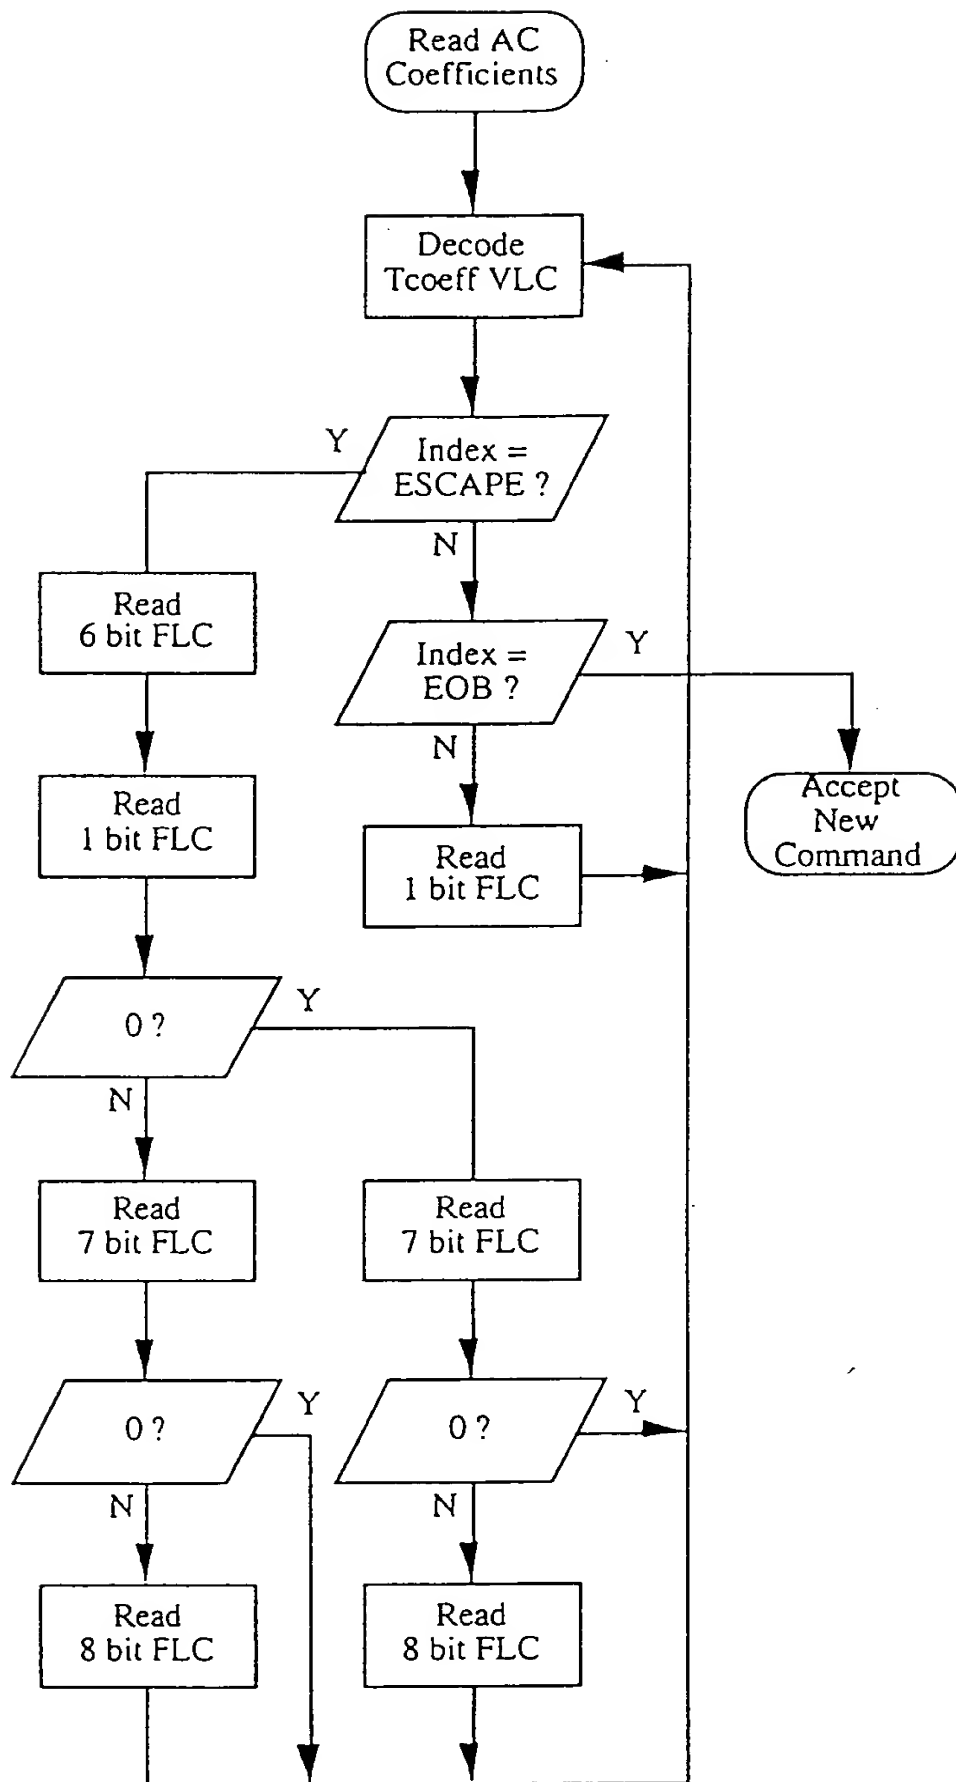 Read AC
Coefficients
Decode
Tcoeff VLC
Y
Index =
ESCAPE ?
N
Read
6 bit FLC
Index =
EOB ?
Y
N
Read
1 bit FLC
Accept
New
Command
Read
1 bit FLC
0 ?
Y
N
Read
7 bit FLC
Read
7 bit FLC
0 ?
Y
N
0 ?
Y
N
Read
8 bit FLC
Read
8 bit FLC